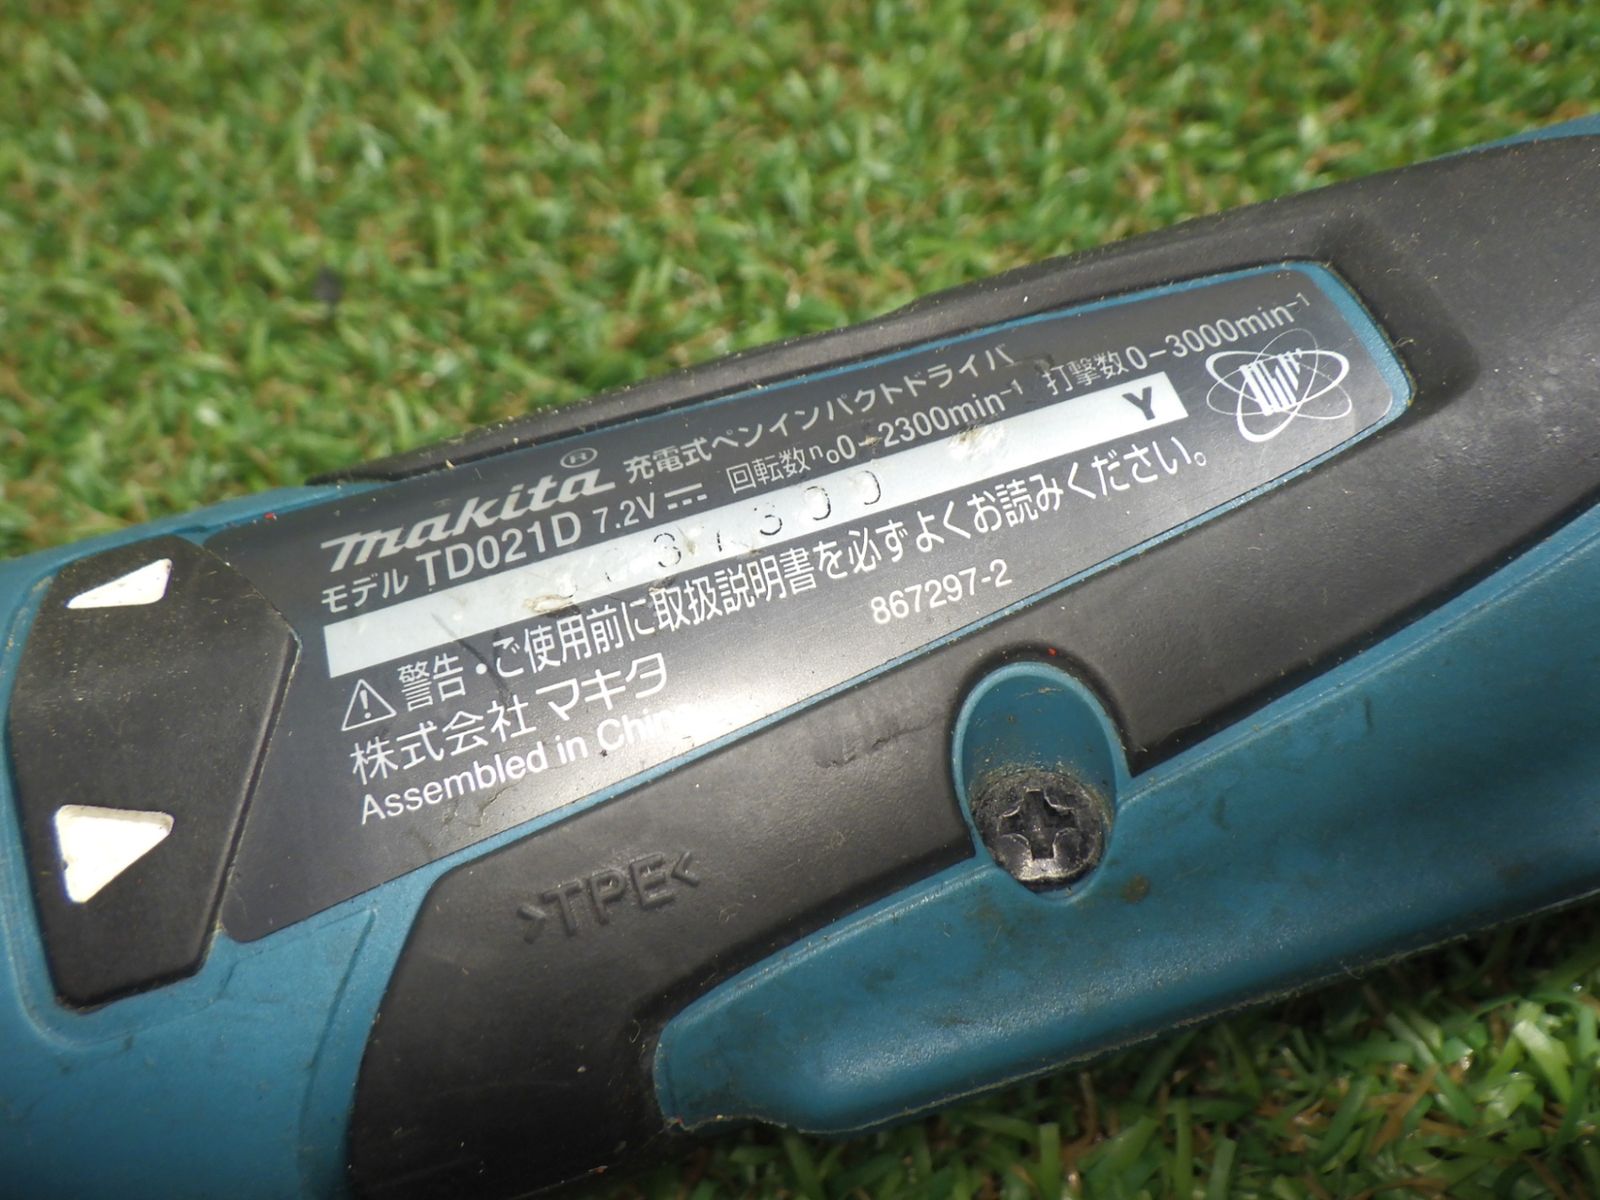 makita® 充電式ペンインパクトドライバ
モデル TD021D 7.2V 回転数 n₀0-2300min⁻¹ 打撃数0-3000min⁻¹
Y
警告・ご使用前に取扱説明書を必ずよくお読みください。
株式会社 マキタ 867297-2
Assembled in China
>TPE<